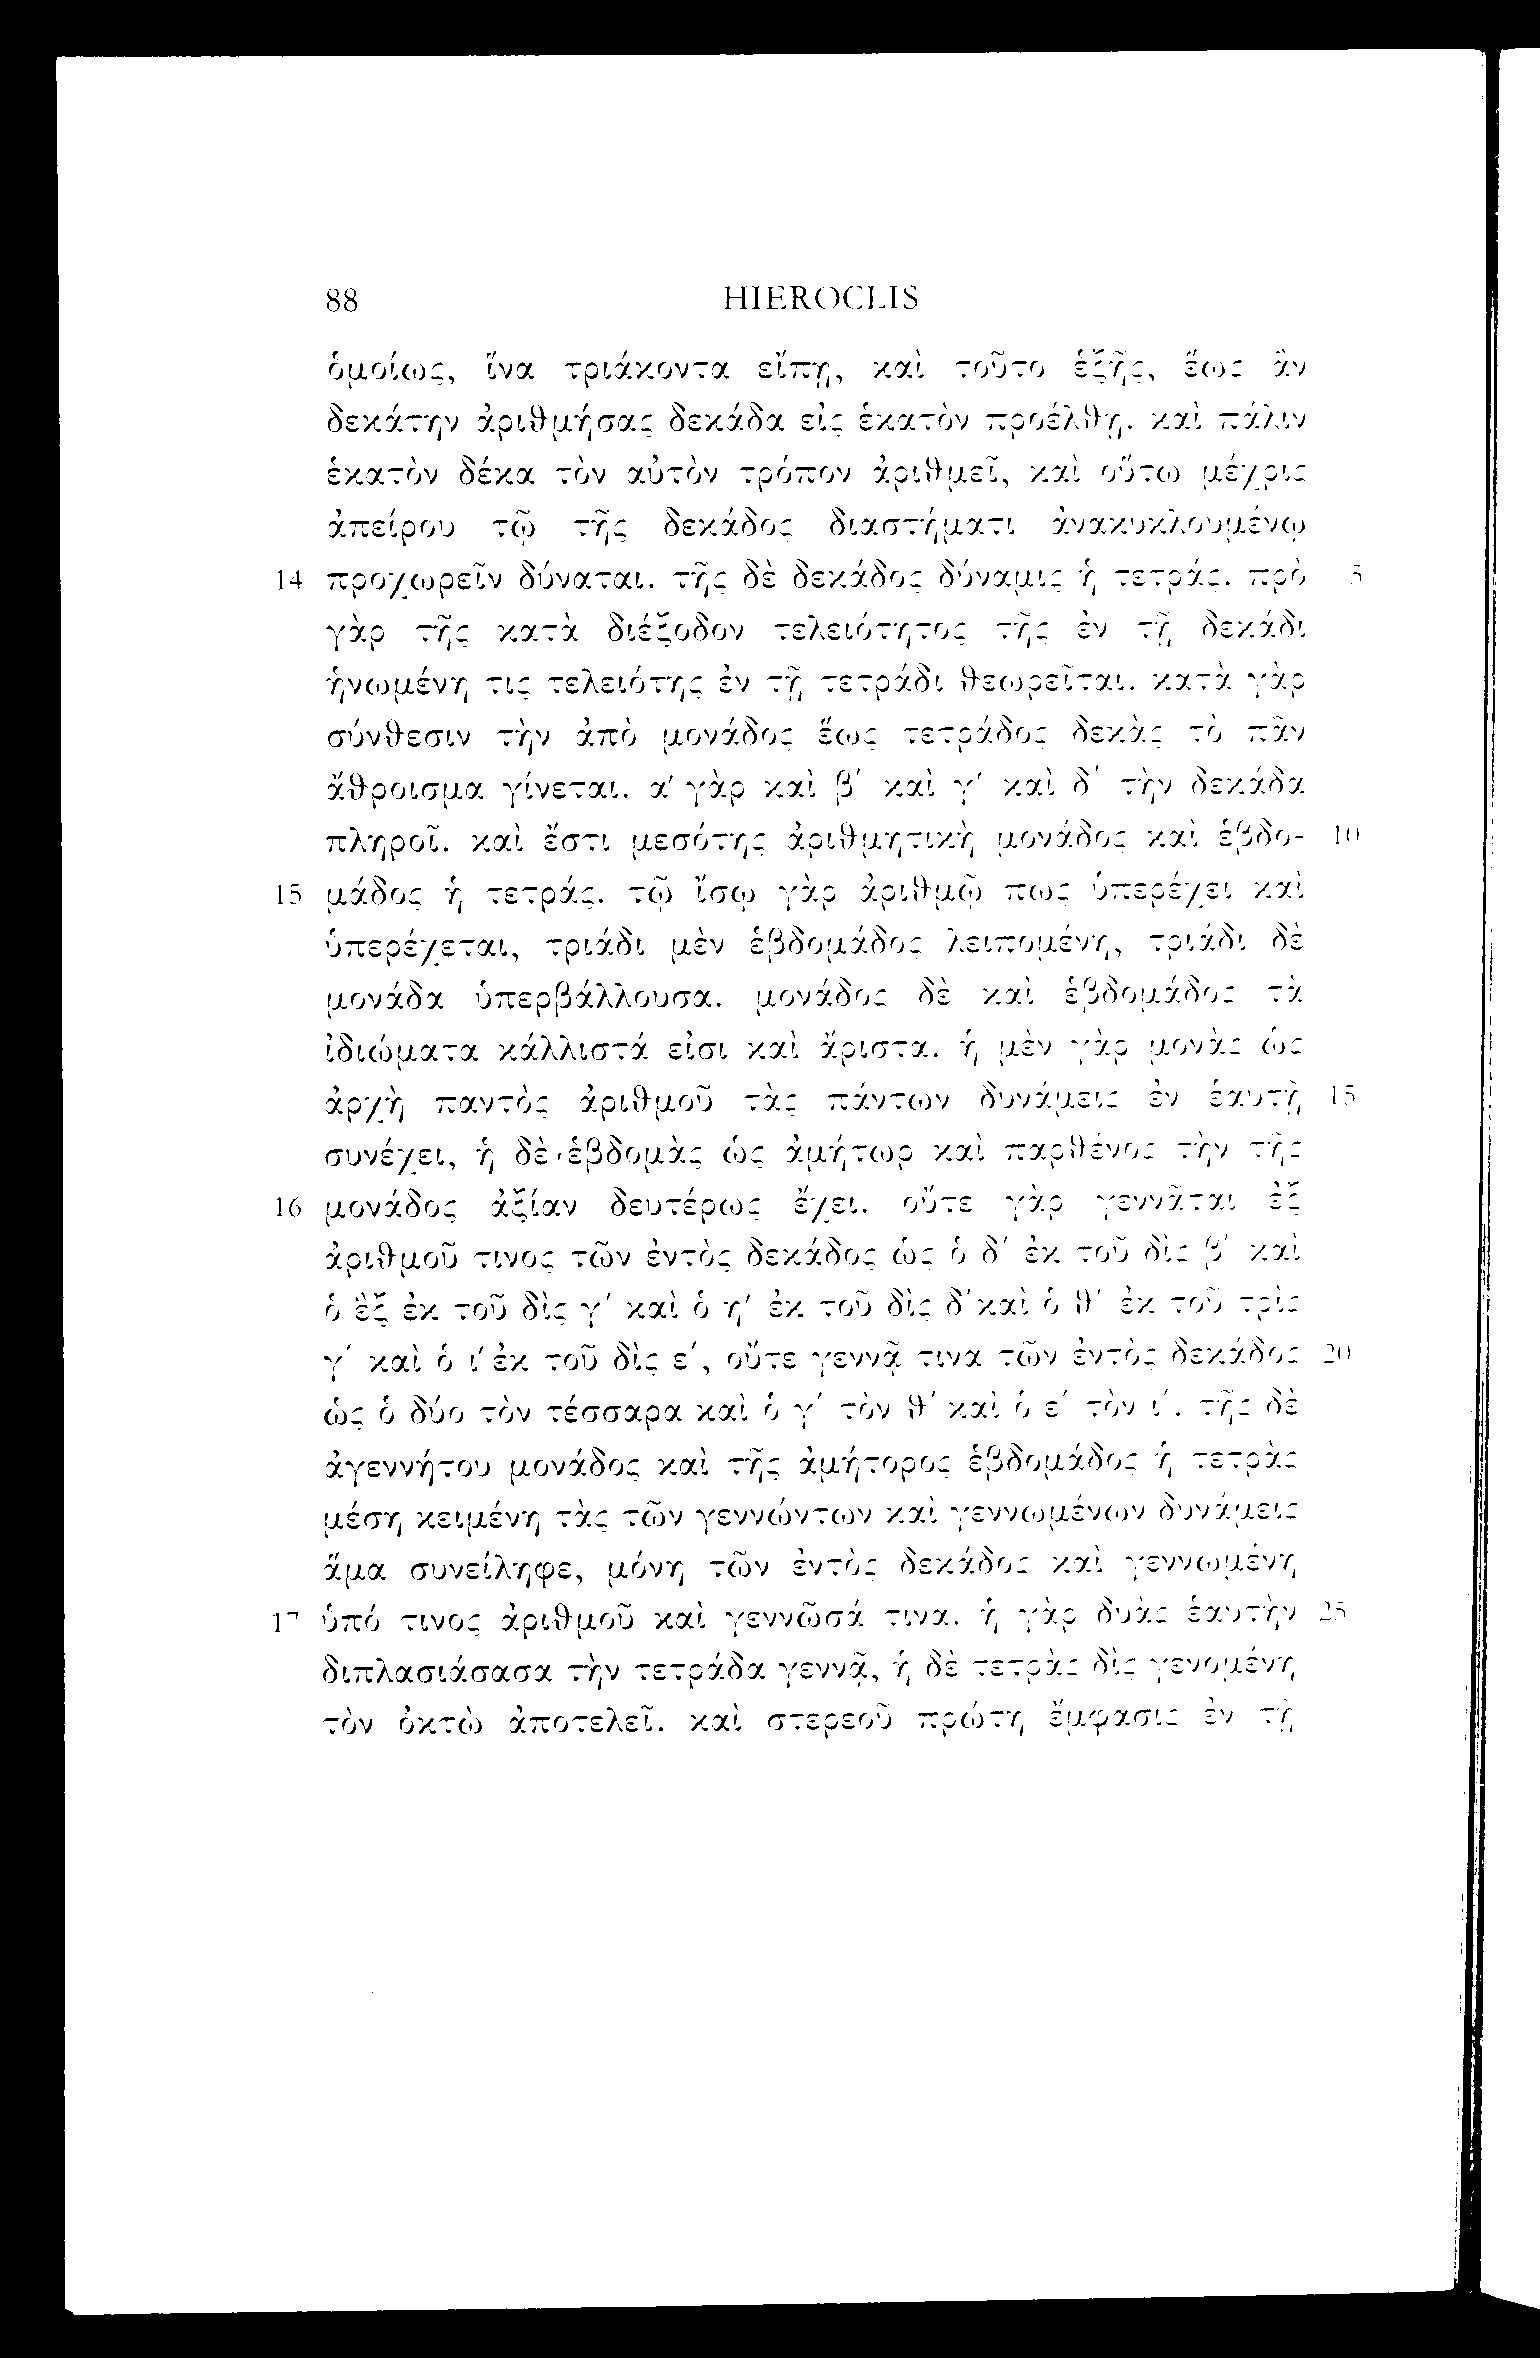 88 HIEROCLIS
ὁμοίως, ἵνα τριάκοντα εἴπῃ, καὶ τοῦτο ἑξῆς, ἕως ἂν
δεκάτην ἀριθμήσας δεκάδα εἰς ἑκατὸν προέλθῃ. καὶ πάλιν
ἑκατὸν δέκα τὸν αὐτὸν τρόπον ἀριθμεῖ, καὶ οὕτω μέχρις
ἀπείρου τῷ τῆς δεκάδος διαστήματι ἀνακυκλουμένῳ
14 προχωρεῖν δύναται. τῆς δὲ δεκάδος δύναμις ἡ τετράς. πρὸ 5
γὰρ τῆς κατὰ διέξοδον τελειότητος τῆς ἐν τῇ δεκάδι
ἡνωμένη τις τελειότης ἐν τῇ τετράδι θεωρεῖται. κατὰ γὰρ
σύνθεσιν τὴν ἀπὸ μονάδος ἕως τετράδος δεκὰς τὸ πᾶν
ἄθροισμα γίνεται. α′ γὰρ καὶ β′ καὶ γ′ καὶ δ′ τὴν δεκάδα
πληροῖ. καὶ ἔστι μεσότης ἀριθμητικὴ μονάδος καὶ ἑβδο- 10
15 μάδος ἡ τετράς. τῷ ἴσῳ γὰρ ἀριθμῷ πως ὑπερέχει καὶ
ὑπερέχεται, τριάδι μὲν ἑβδομάδος λειπομένη, τριάδι δὲ
μονάδα ὑπερβάλλουσα. μονάδος δὲ καὶ ἑβδομάδος τὰ
ἰδιώματα κάλλιστά εἰσι καὶ ἄριστα. ἡ μὲν γὰρ μονὰς ὡς
ἀρχὴ παντὸς ἀριθμοῦ τὰς πάντων δυνάμεις ἐν ἑαυτῇ 15
συνέχει, ἡ δὲ ἑβδομὰς ὡς ἀμήτωρ καὶ παρθένος τὴν τῆς
16 μονάδος ἀξίαν δευτέρως ἔχει. οὔτε γὰρ γεννᾶται ἐξ
ἀριθμοῦ τινος τῶν ἐντὸς δεκάδος ὡς ὁ δ′ ἐκ τοῦ δὶς β′ καὶ
ὁ ἓξ ἐκ τοῦ δὶς γ′ καὶ ὁ η′ ἐκ τοῦ δὶς δ′ καὶ ὁ θ′ ἐκ τοῦ τρὶς
γ′ καὶ ὁ ι′ ἐκ τοῦ δὶς ε′, οὔτε γεννᾷ τινα τῶν ἐντὸς δεκάδος 20
ὡς ὁ δύο τὸν τέσσαρα καὶ ὁ γ′ τὸν θ′ καὶ ὁ ε′ τὸν ι′. τῆς δὲ
ἀγεννήτου μονάδος καὶ τῆς ἀμήτορος ἑβδομάδος ἡ τετρὰς
μέση κειμένη τὰς τῶν γεννώντων καὶ γεννωμένων δυνάμεις
ἅμα συνείληφε, μόνη τῶν ἐντὸς δεκάδος καὶ γεννωμένη
17 ὑπό τινος ἀριθμοῦ καὶ γεννῶσά τινα. ἡ γὰρ δυὰς ἑαυτὴν 25
διπλασιάσασα τὴν τετράδα γεννᾷ, ἡ δὲ τετρὰς δὶς γενομένη
τὸν ὀκτὼ ἀποτελεῖ. καὶ στερεοῦ πρώτη ἔμφασις ἐν τῇ